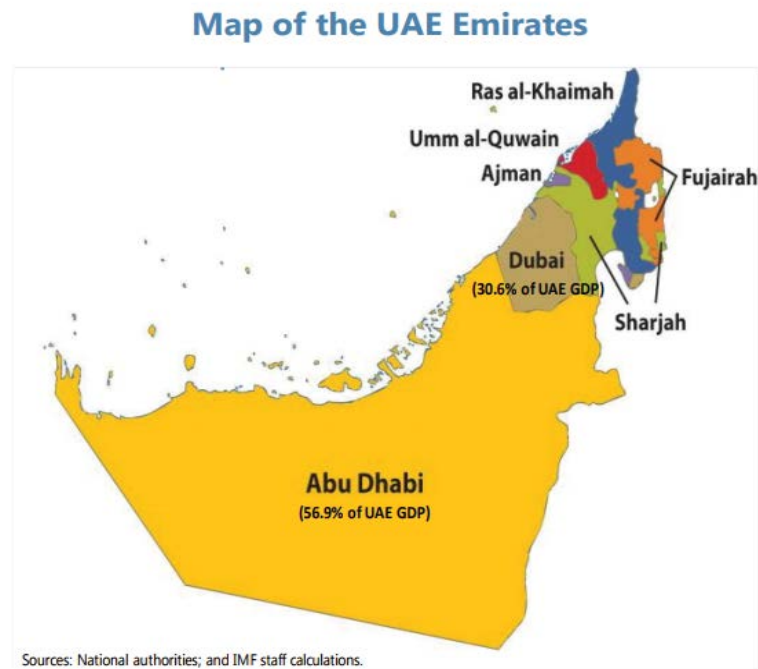 Map of the UAE Emirates
Ras al-Khaimah
Umm al-Quwain
Ajman
Fujairah
Dubai
(30.6% of UAE GDP)
Sharjah
Abu Dhabi
(56.9% of UAE GDP)
Sources: National authorities; and IMF staff calculations.